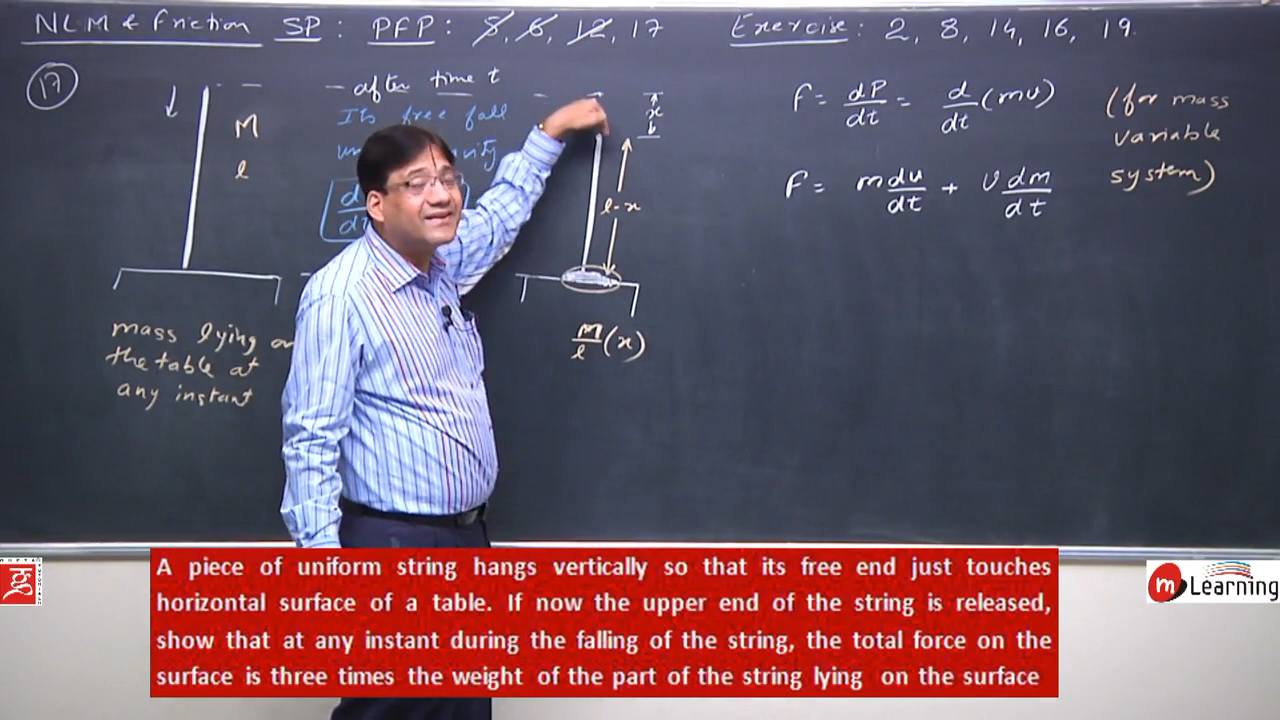 NLM & Friction SP : PFP : 5, 6, 12, 17 Exercise : 2, 8, 14, 16, 19.
17
- after time t
M
l
Its free fall
x
l-x
F = dP/dt = d/dt (mv) (for mass variable system)
F = m dv/dt + v dm/dt
mass lying on
the table at
any instant
M/l (x)
A piece of uniform string hangs vertically so that its free end just touches
horizontal surface of a table. If now the upper end of the string is released,
show that at any instant during the falling of the string, the total force on the
surface is three times the weight of the part of the string lying on the surface
m Learning